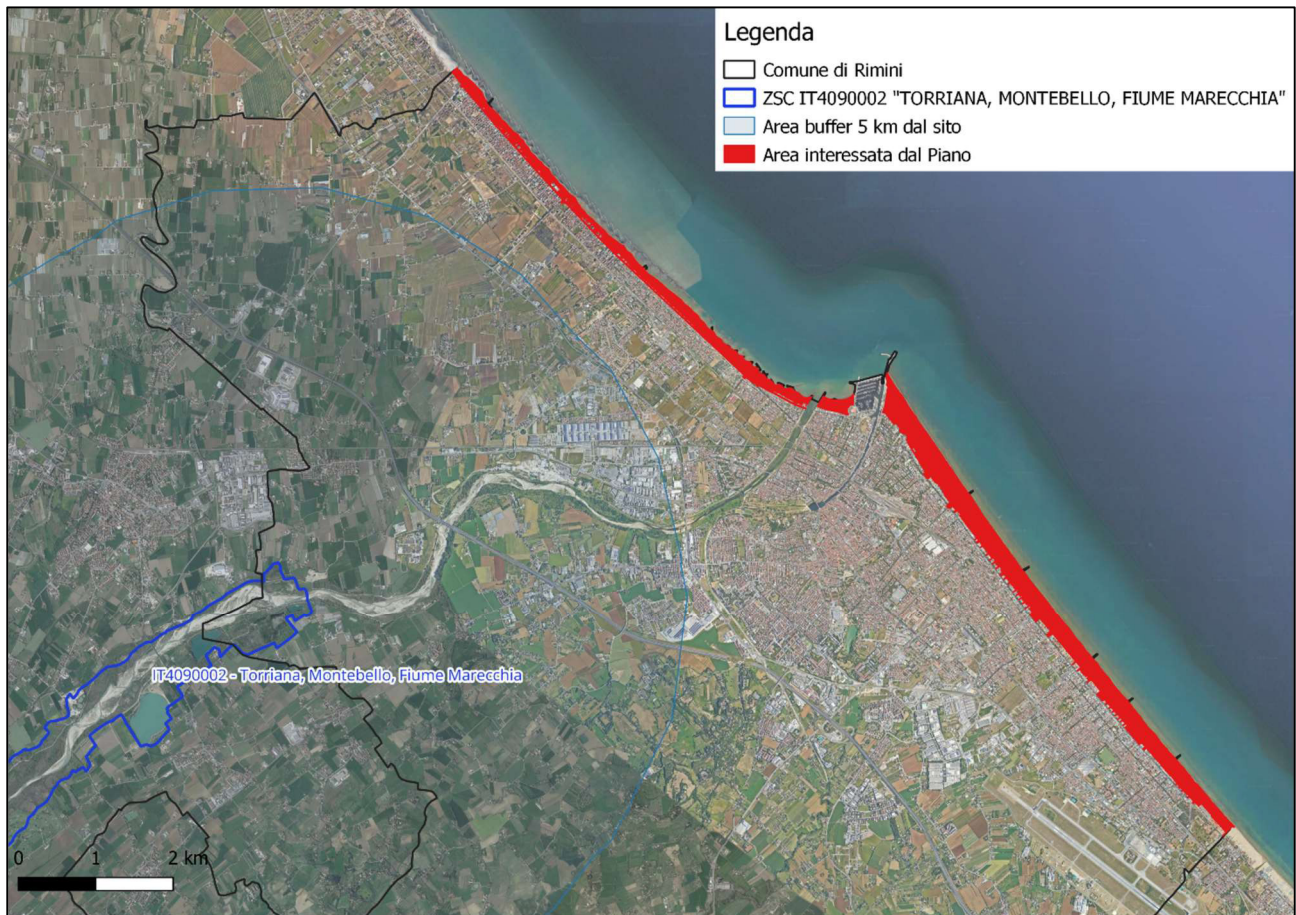 Legenda
Comune di Rimini
ZSC IT4090002 "TORRIANA, MONTEBELLO, FIUME MARECCHIA"
Area buffer 5 km dal sito
Area interessata dal Piano
IT4090002 - Torriana, Montebello, Fiume Marecchia
0 1 2 km